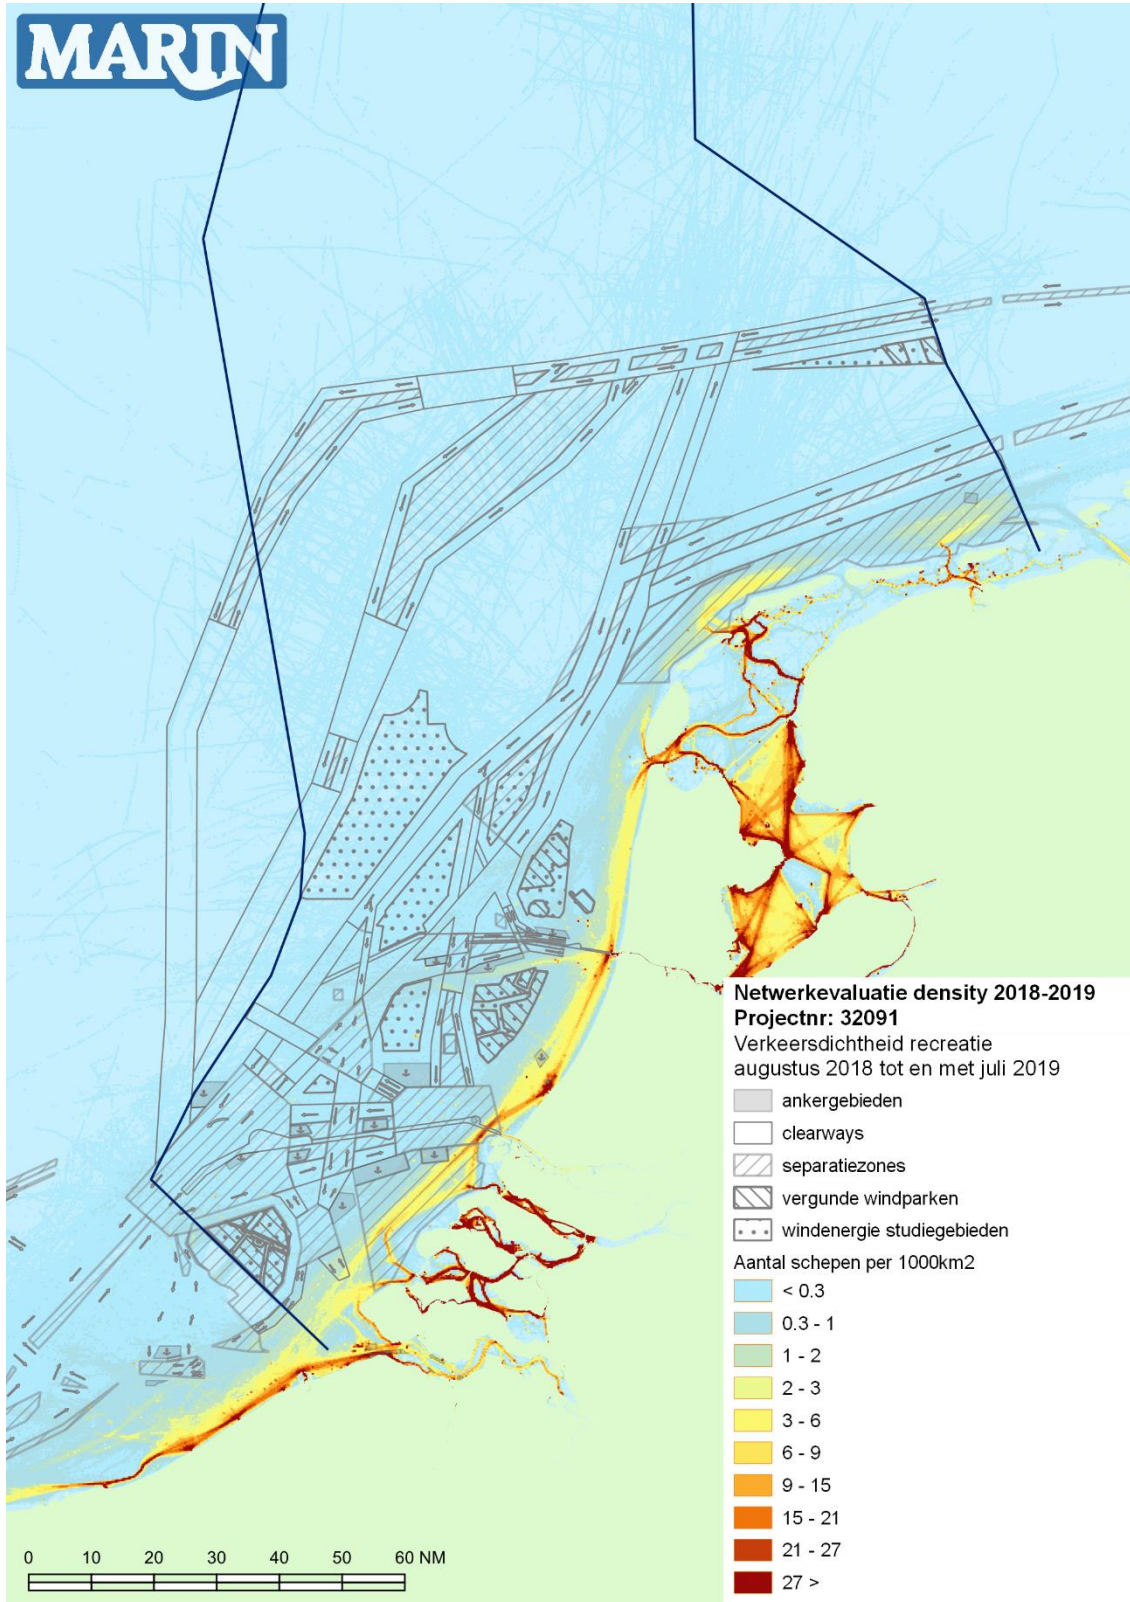 MARIN
Netwerkevaluatie density 2018-2019
Projectnr: 32091
Verkeersdichtheid recreatie
augustus 2018 tot en met juli 2019
ankergebieden
clearways
separatiezones
vergunde windparken
windenergie studiegebieden
Aantal schepen per 1000km2
< 0.3
0.3 - 1
1 - 2
2 - 3
3 - 6
6 - 9
9 - 15
15 - 21
21 - 27
27 >
0 10 20 30 40 50 60 NM